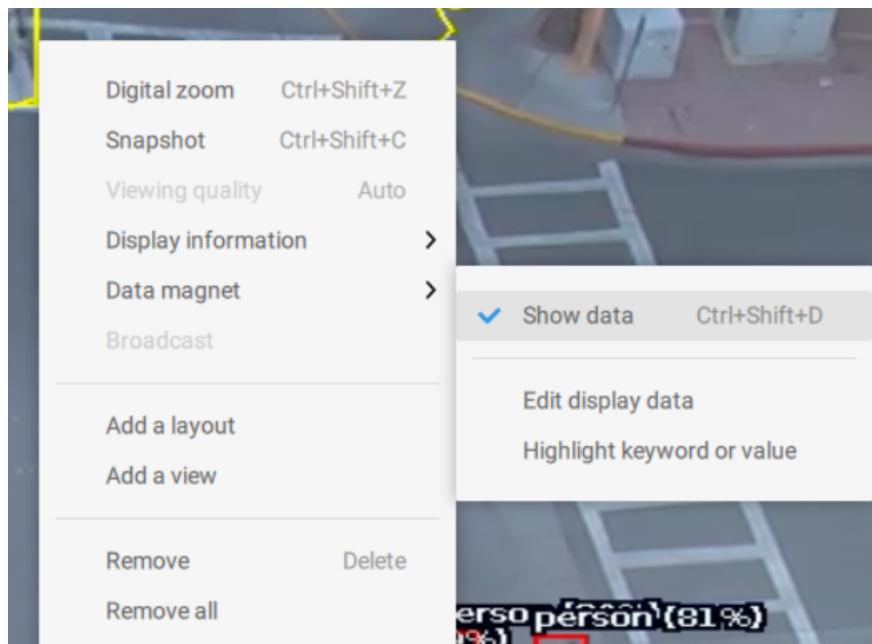 Digital zoom Ctrl+Shift+Z
Snapshot Ctrl+Shift+C
Viewing quality Auto
Display information
Data magnet
Broadcast
Add a layout
Add a view
Remove Delete
Remove all
Show data Ctrl+Shift+D
Edit display data
Highlight keyword or value
person (81%)